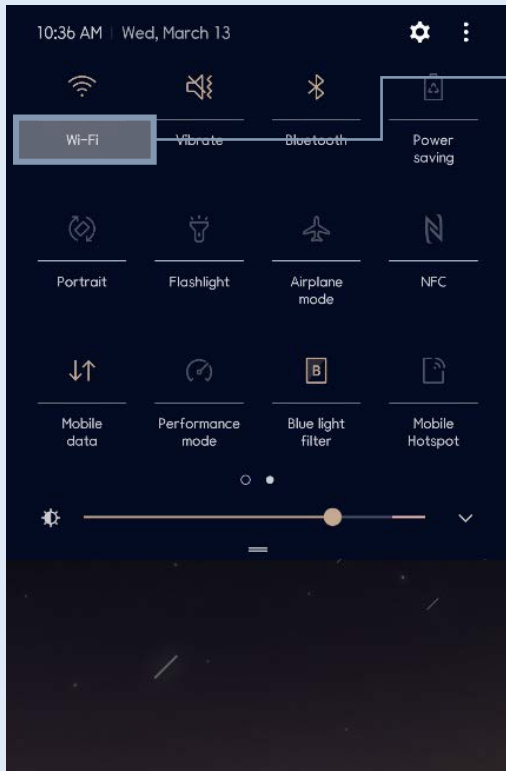 10:36 AM | Wed, March 13
Wi-Fi Vibrate Bluetooth Power
saving
Portrait Flashlight Airplane NFC
mode
B
Mobile Performance Blue light Mobile
data mode filter Hotspot